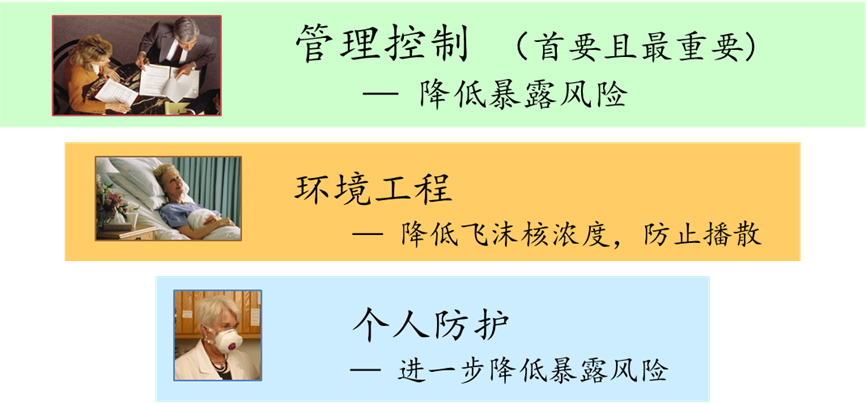 管理控制 （首要且最重要）
— 降低暴露风险
环境工程
— 降低飞沫核浓度，防止播散
个人防护
— 进一步降低暴露风险